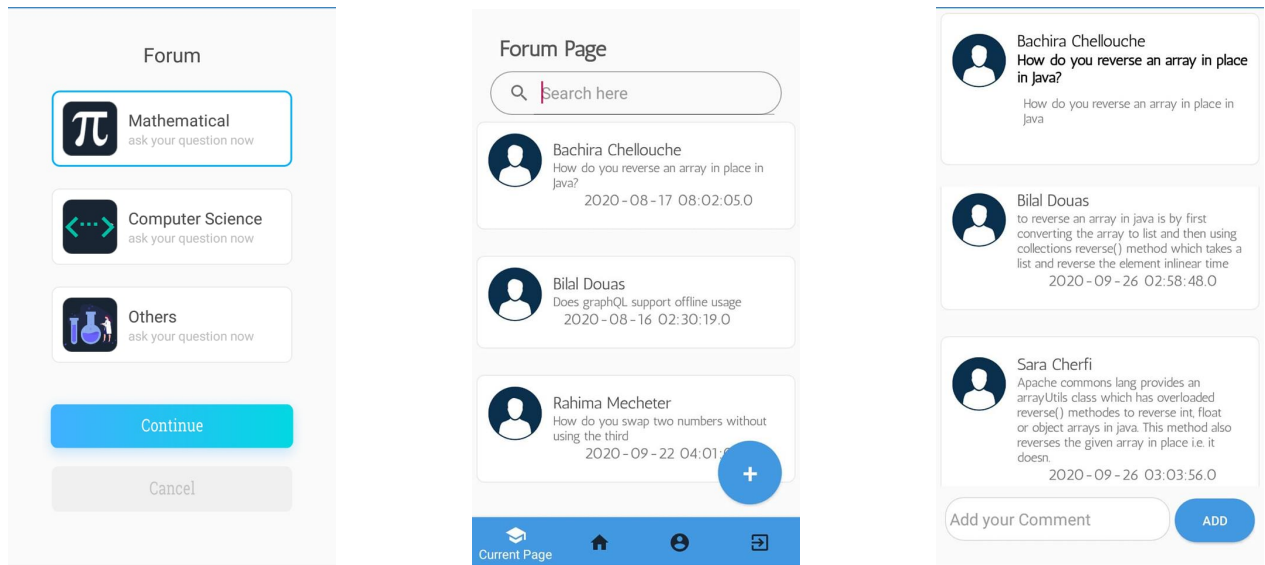 Forum
Mathematical
ask your question now
Computer Science
ask your question now
Others
ask your question now
Continue
Cancel
Forum Page
Search here
Bachira Chellouche
How do you reverse an array in place in
Java?
2020-08-17 08:02:05.0
Bilal Douas
Does graphQL support offline usage
2020-08-16 02:30:19.0
Rahima Mecheter
How do you swap two numbers without
using the third
2020-09-22 04:01:
+
Current Page
Bachira Chellouche
How do you reverse an array in place
in Java?
How do you reverse an array in place in
Java
Bilal Douas
to reverse an array in java is by first
converting the array to list and then using
collections reverse() method which takes a
list and reverse the element inlinear time
2020-09-26 02:58:48.0
Sara Cherfi
Apache commons lang provides an
arrayUtils class which has overloaded
reverse() methodes to reverse int, float
or object arrays in java. This method also
reverses the given array in place i.e. it
doesn.
2020-09-26 03:03:56.0
Add your Comment
ADD